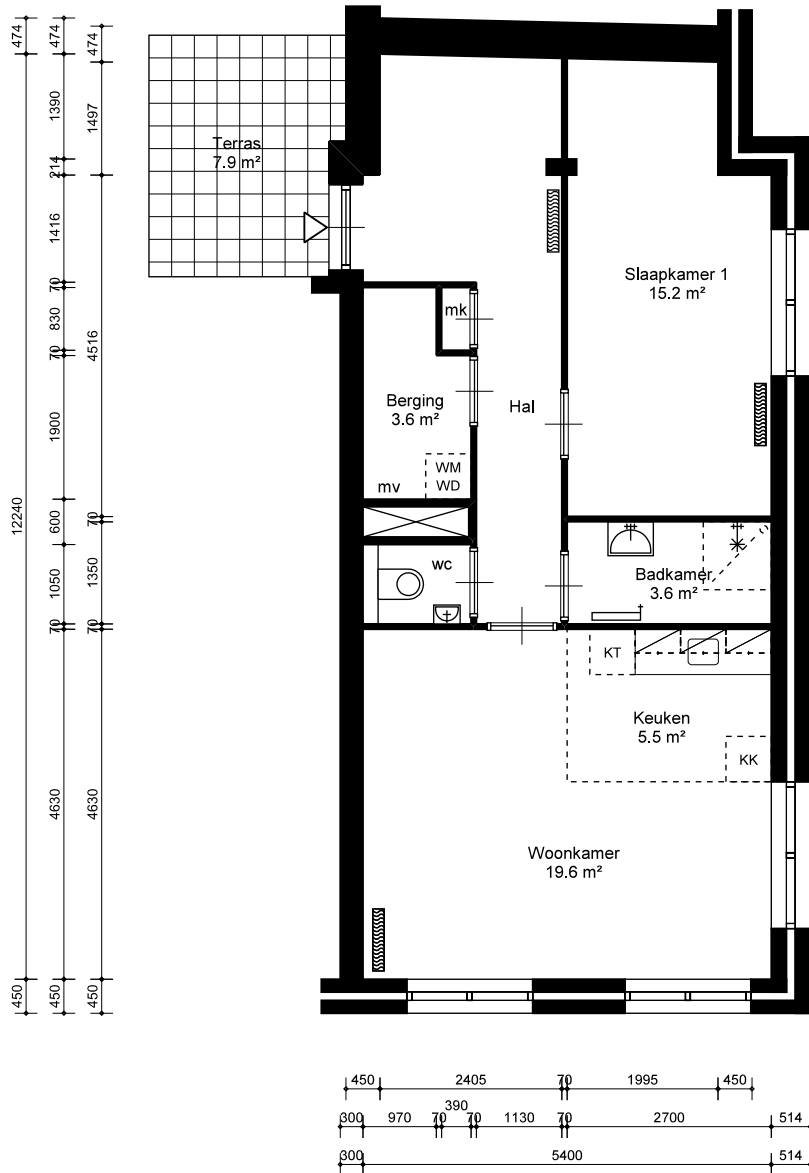 474
474
474
1390
1497
214
Terras
7.9 m²
1416
Slaapkamer 1
15.2 m²
70
mk
830
4516
70
Berging
3.6 m²
Hal
1900
WM
WD
mv
12240
600
70
wc
Badkamer
3.6 m²
1050
1350
70
70
KT
Keuken
5.5 m²
KK
4630
4630
Woonkamer
19.6 m²
450
450
450
450
2405
70
1995
450
390
300
970
70
70
1130
70
2700
514
300
5400
514